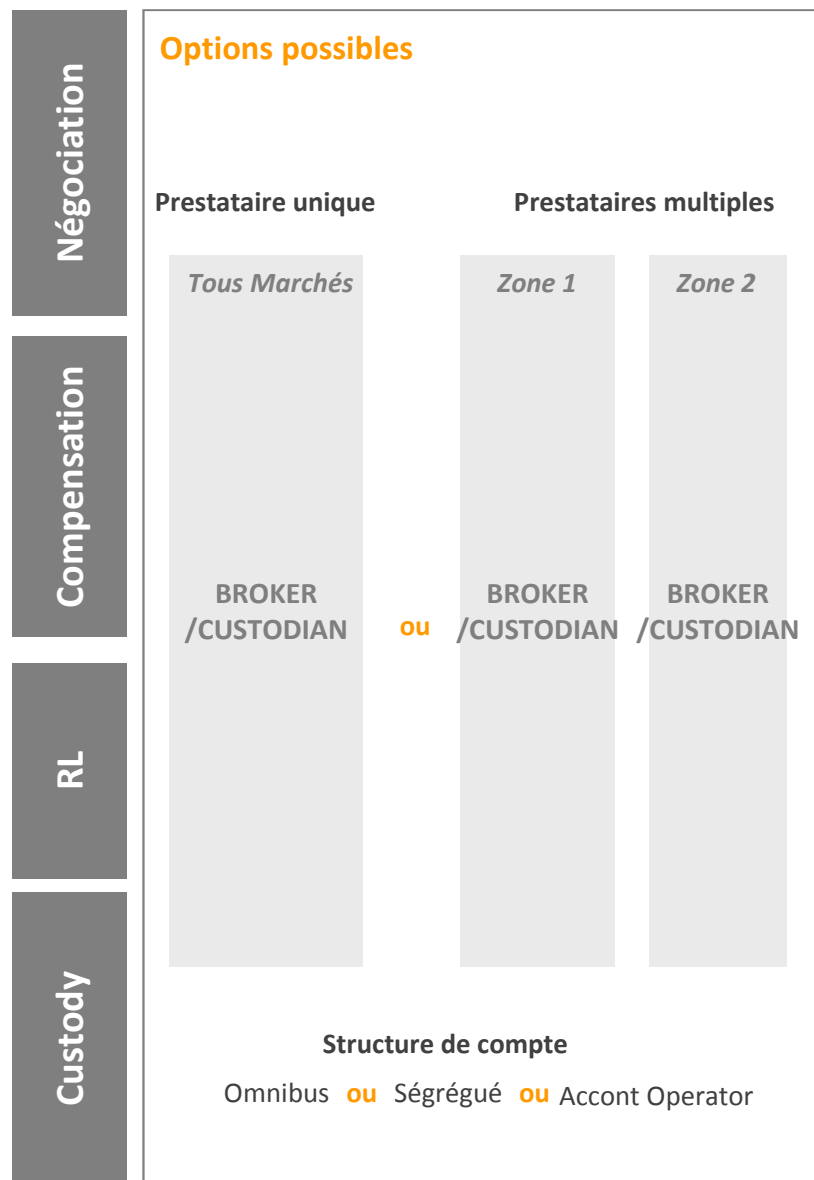 Négociation
Compensation
RL
Custody
Options possibles
Prestataire unique
Prestataires multiples
Tous Marchés
Zone 1
Zone 2
BROKER
/CUSTODIAN
ou
BROKER
/CUSTODIAN
BROKER
/CUSTODIAN
Structure de compte
Omnibus ou Ségrégué ou Accont Operator